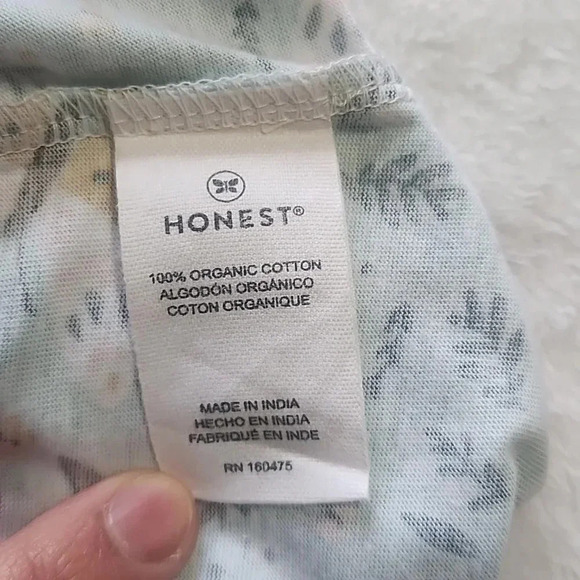 HONEST®
100% ORGANIC COTTON
ALGODÓN ORGÁNICO
COTON ORGANIQUE
MADE IN INDIA
HECHO EN INDIA
FABRIQUÉ EN INDE
RN 160475